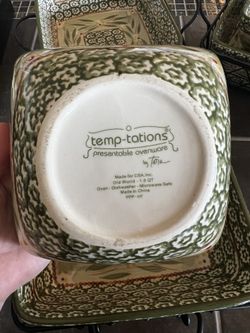 temp-tations®
presentable ovenware
by Tara
Made for CSA, Inc.
Old World - 1.5 QT
Oven - Dishwasher - Microwave Safe
Made in China